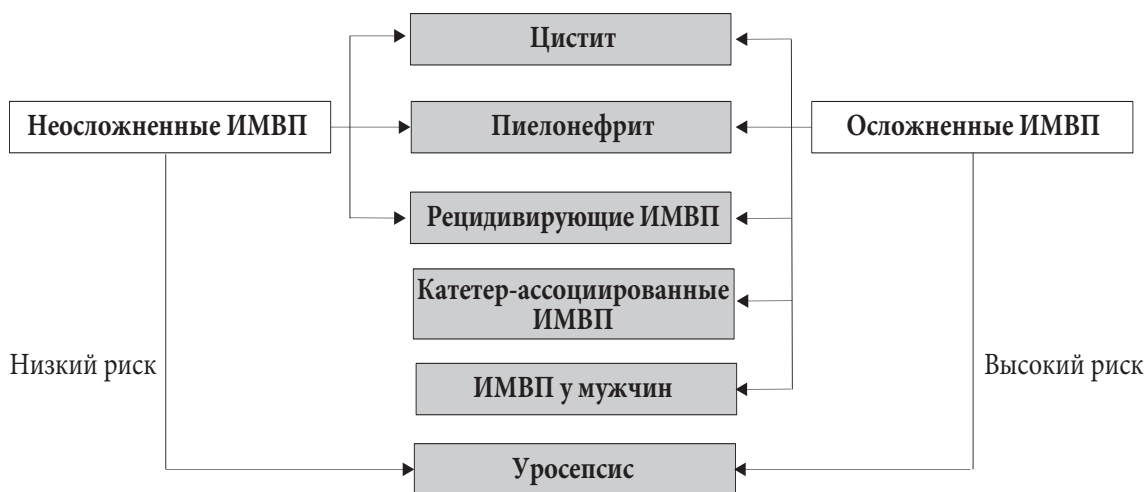 Цистит
Неосложненные ИМВП
Пиелонефрит
Осложненные ИМВП
Рецидивирующие ИМВП
Катетер-ассоциированные
ИМВП
Низкий риск
Высокий риск
ИМВП у мужчин
Уросепсис